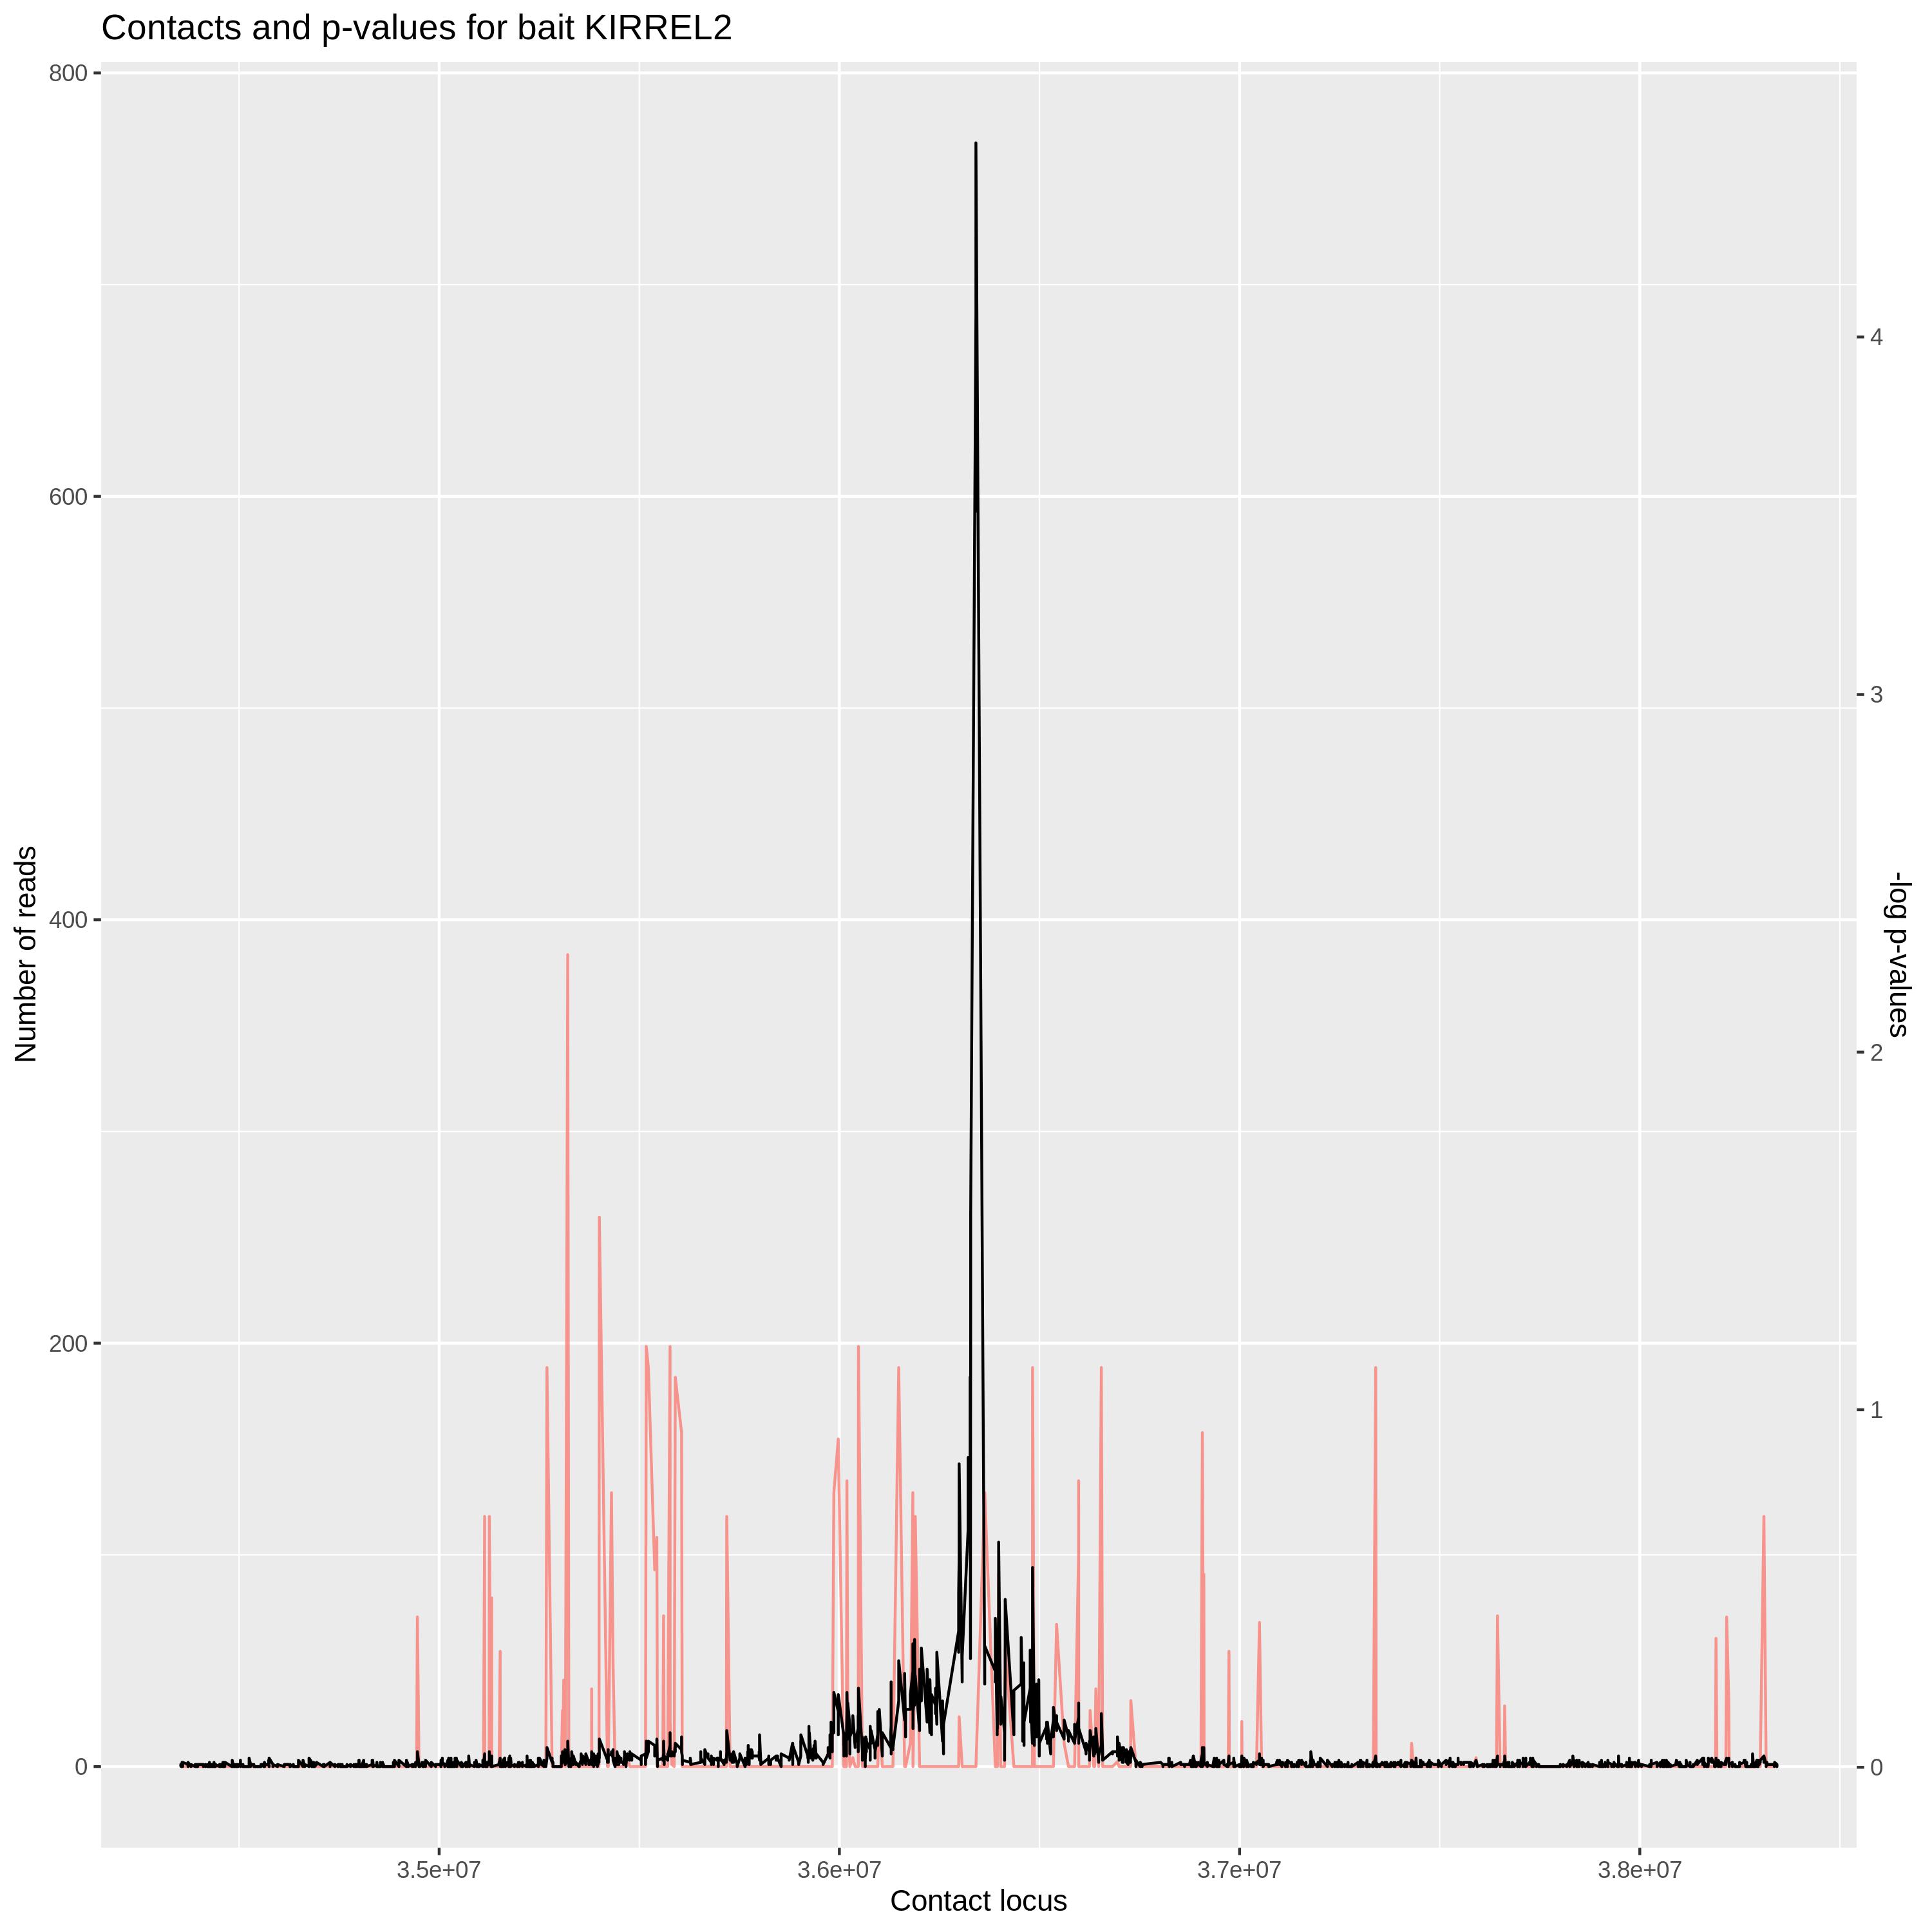 Contacts and p-values for bait KIRREL2
800
600
400
200
0
Number of reads
4
3
2
1
0
-log p-values
3.5e+07
3.6e+07
3.7e+07
3.8e+07
Contact locus